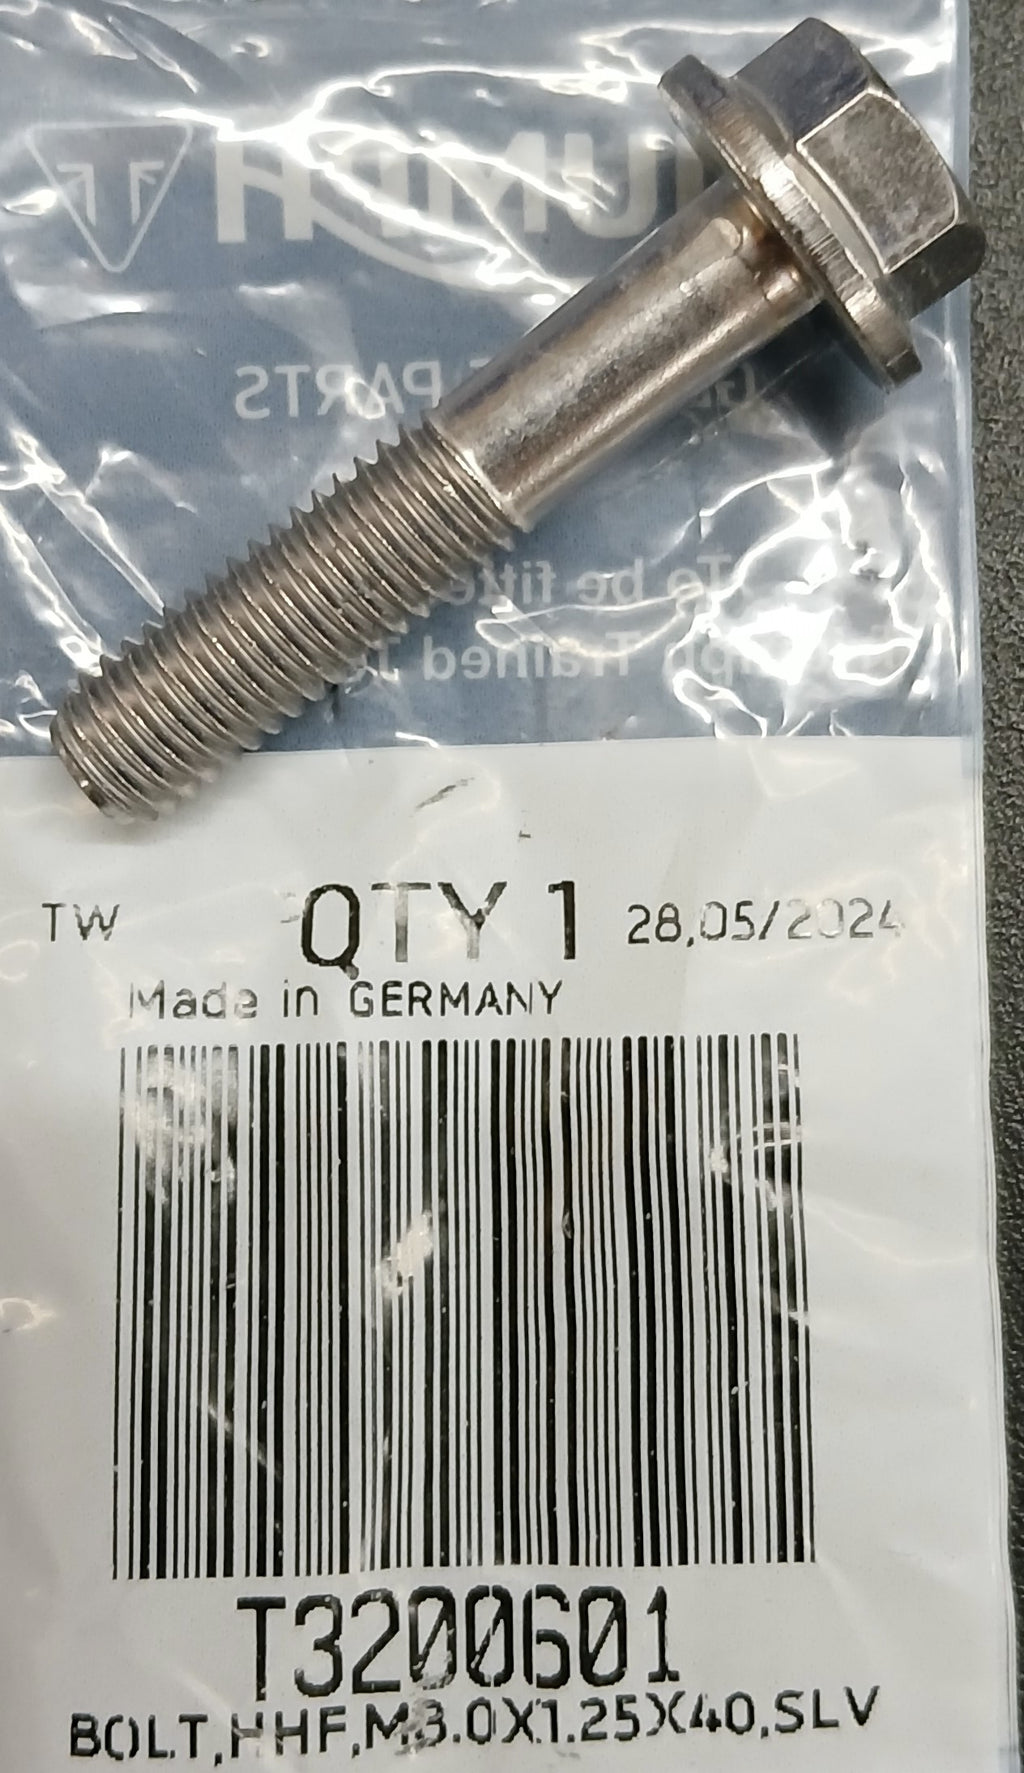 PARTS
To be fitte
Trained Te
TW QTY 1 28.05/2024
Made in GERMANY
T3200601
BOLT,HHF,M8.0X1.25X40,SLV